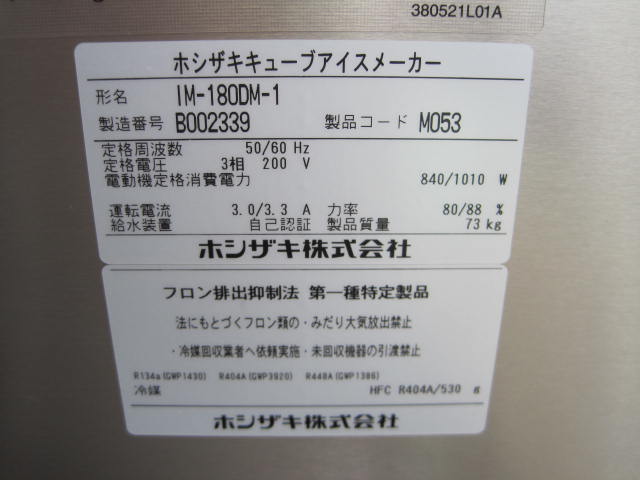 380521L01A
ホシザキキューブアイスメーカー
形名 IM-180DM-1
製造番号 B002339 製品コード M053
定格周波数 50/60 Hz
定格電圧 3相 200 V
電動機定格消費電力 840/1010 W
運転電流 3.0/3.3 A 力率 80/88 %
給水装置 自己認証 製品質量 73 kg
ホシザキ株式会社
フロン排出抑制法 第一種特定製品
法にもとづくフロン類の・みだり大気放出禁止
・冷媒回収業者へ依頼実施・未回収機器の引渡禁止
R134a(GWP1430) R404A(GWP3920) R448A(GWP1386)
冷媒 HFC R404A/530 g
ホシザキ株式会社